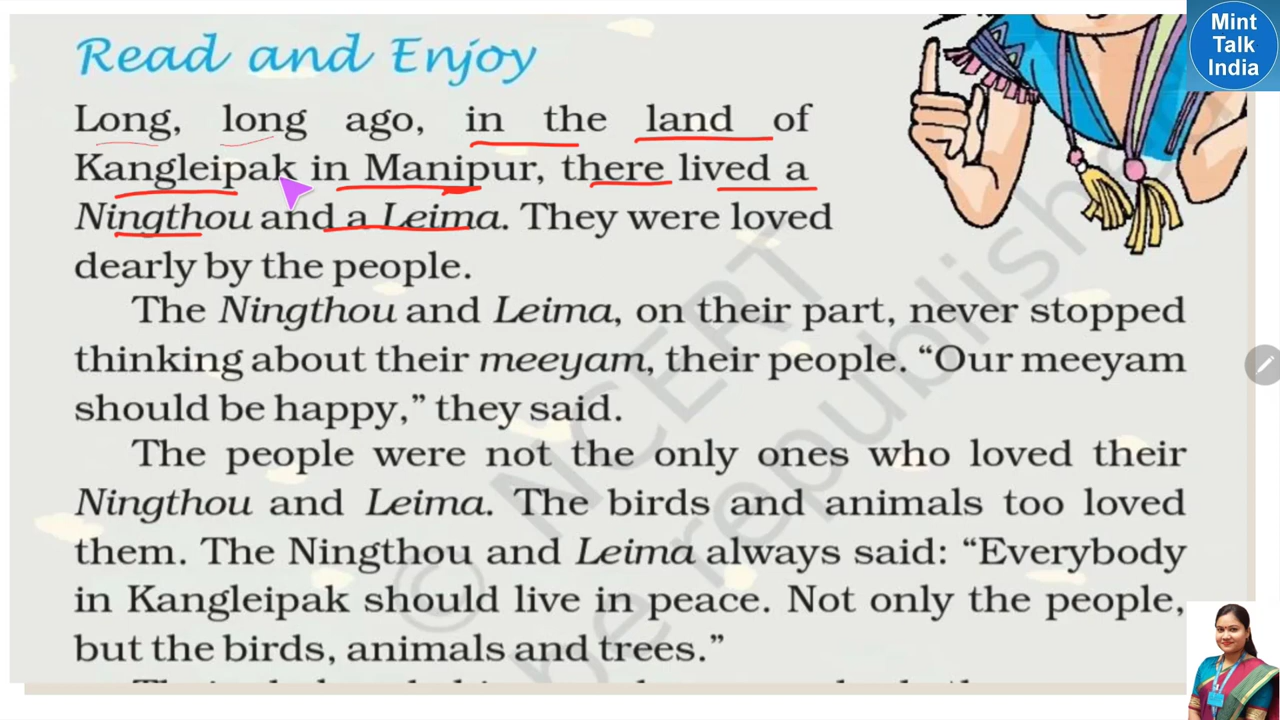 Mint
Talk
India
Read and Enjoy
Long, long ago, in the land of
Kangleipak in Manipur, there lived a
Ningthou and a Leima. They were loved
dearly by the people.
The Ningthou and Leima, on their part, never stopped
thinking about their meeyam, their people. “Our meeyam
should be happy,” they said.
The people were not the only ones who loved their
Ningthou and Leima. The birds and animals too loved
them. The Ningthou and Leima always said: “Everybody
in Kangleipak should live in peace. Not only the people,
but the birds, animals and trees.”
© NCERT
be republished